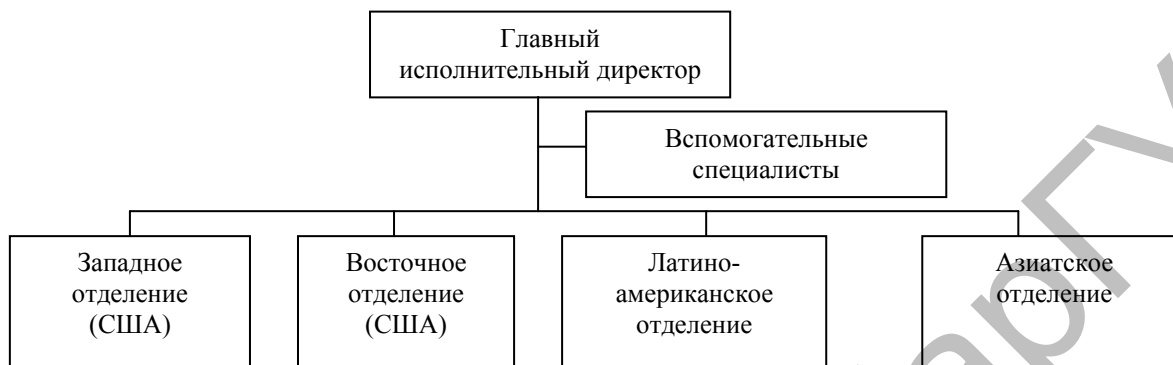 Главный
исполнительный директор
Вспомогательные
специалисты
Западное
отделение
(США)
Восточное
отделение
(США)
Латино-
американское
отделение
Азиатское
отделение